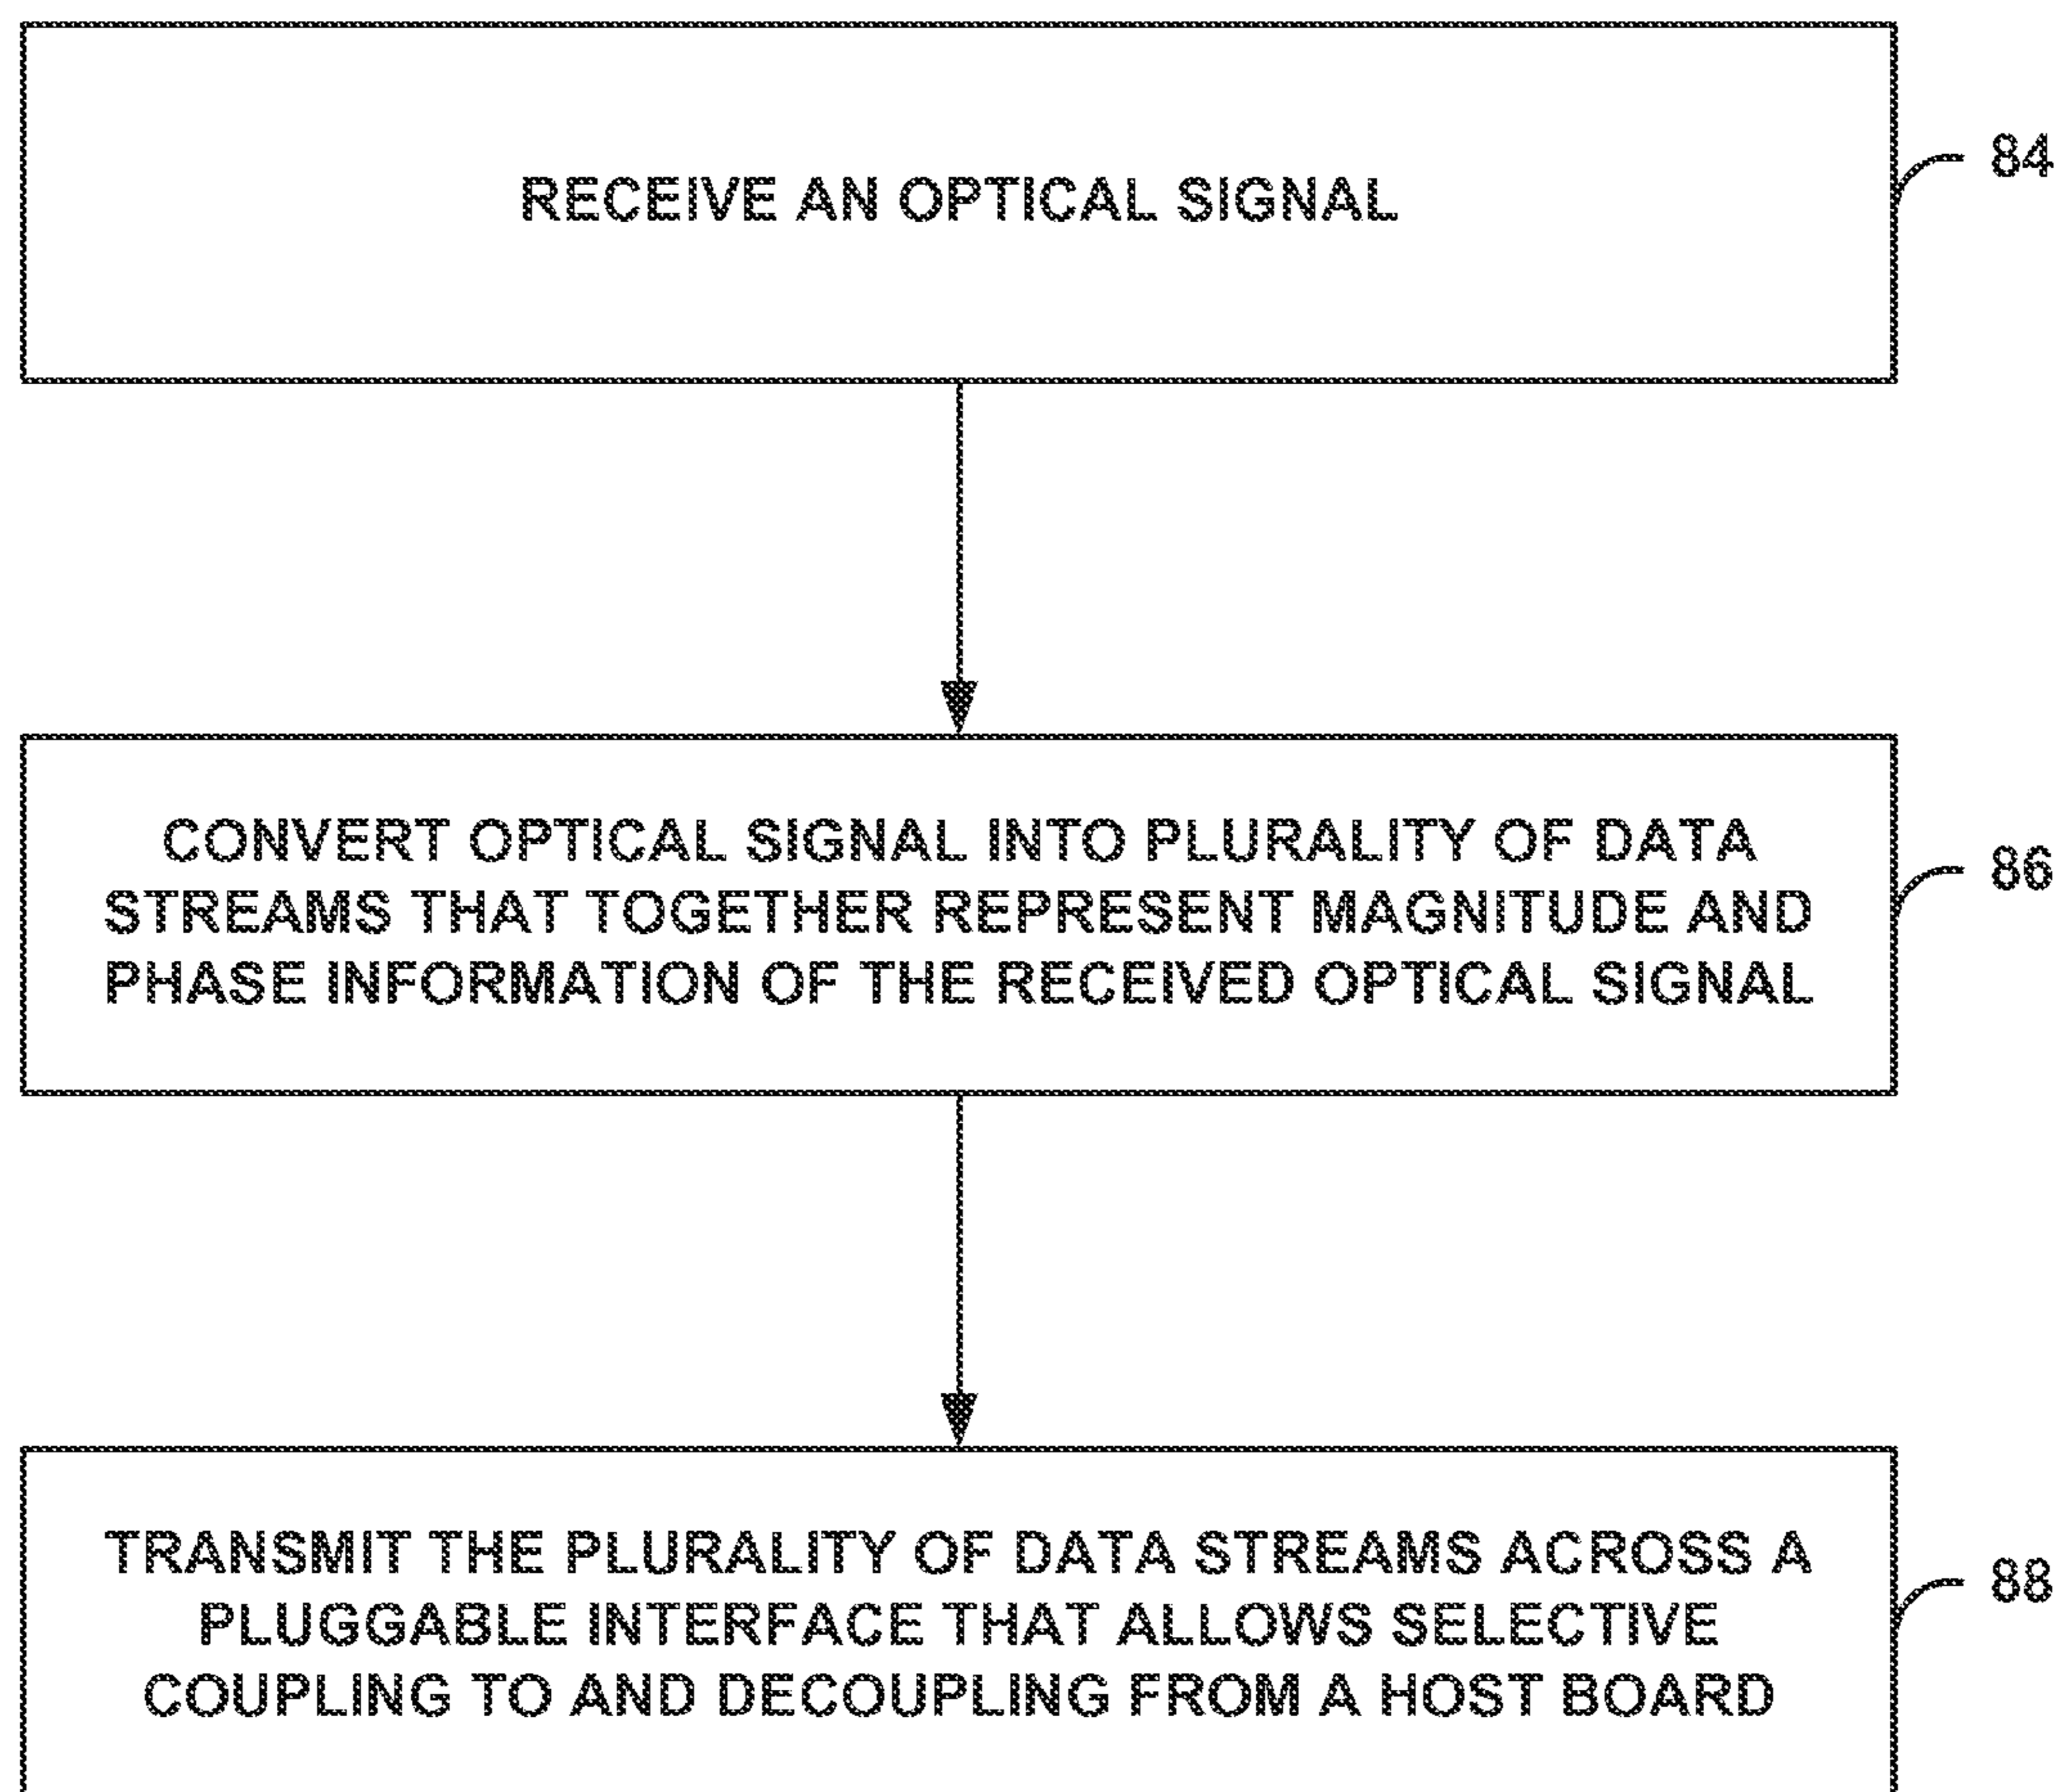 RECEIVE AN OPTICAL SIGNAL
84
CONVERT OPTICAL SIGNAL INTO PLURALITY OF DATA
STREAMS THAT TOGETHER REPRESENT MAGNITUDE AND
PHASE INFORMATION OF THE RECEIVED OPTICAL SIGNAL
86
TRANSMIT THE PLURALITY OF DATA STREAMS ACROSS A
PLUGGABLE INTERFACE THAT ALLOWS SELECTIVE
COUPLING TO AND DECOUPLING FROM A HOST BOARD
88